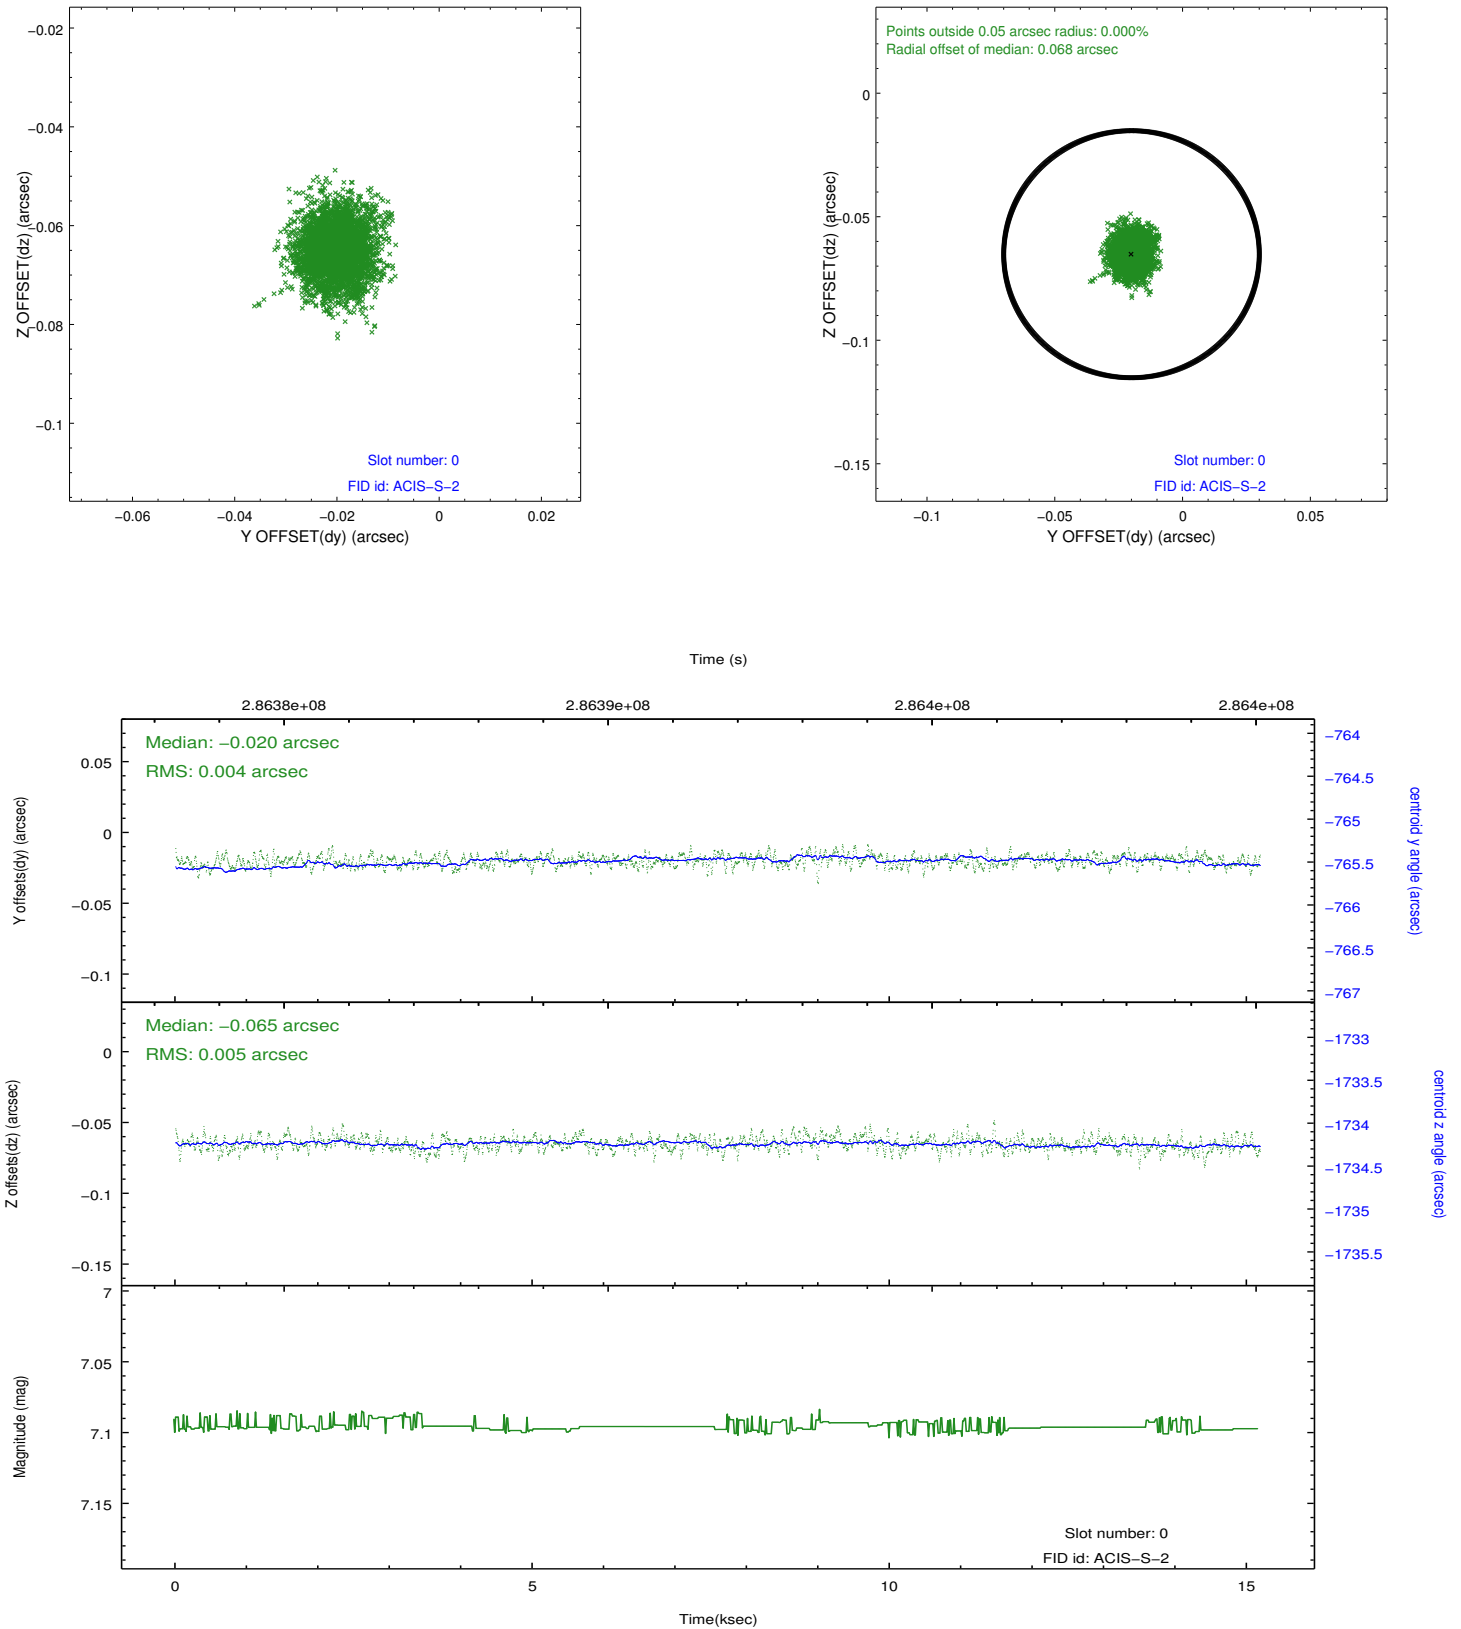 −0.02
−0.04
−0.06
−0.08
−0.1
Z OFFSET(dz) (arcsec)
Slot number: 0
FID id: ACIS−S−2
−0.06
−0.04
−0.02
0
0.02
Y OFFSET(dy) (arcsec)
Points outside 0.05 arcsec radius: 0.000%
Radial offset of median: 0.068 arcsec
0
−0.05
−0.1
−0.15
Z OFFSET(dz) (arcsec)
Slot number: 0
FID id: ACIS−S−2
−0.1
−0.05
0
0.05
Y OFFSET(dy) (arcsec)
Time (s)
2.8638e+08
2.8639e+08
2.864e+08
2.864e+08
Median: −0.020 arcsec
RMS: 0.004 arcsec
0.05
0
−0.05
−0.1
Y offsets(dy) (arcsec)
−764
−764.5
−765
−765.5
−766
−766.5
−767
centroid y angle (arcsec)
Median: −0.065 arcsec
RMS: 0.005 arcsec
0
−0.05
−0.1
−0.15
Z offsets(dz) (arcsec)
−1733
−1733.5
−1734
−1734.5
−1735
−1735.5
centroid z angle (arcsec)
7
7.05
7.1
7.15
Magnitude (mag)
Slot number: 0
FID id: ACIS−S−2
0
5
10
15
Time(ksec)